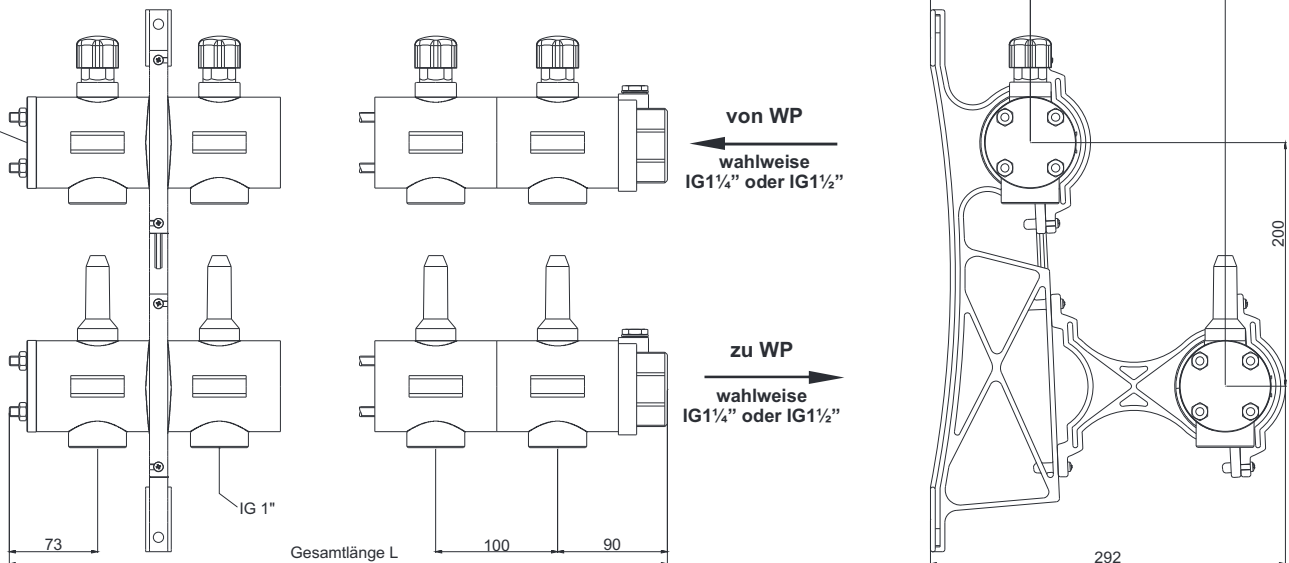 von WP
wahlweise
IG1¼” oder IG1½”
200
zu WP
wahlweise
IG1¼” oder IG1½”
IG 1"
73
Gesamtlänge L
100
90
292